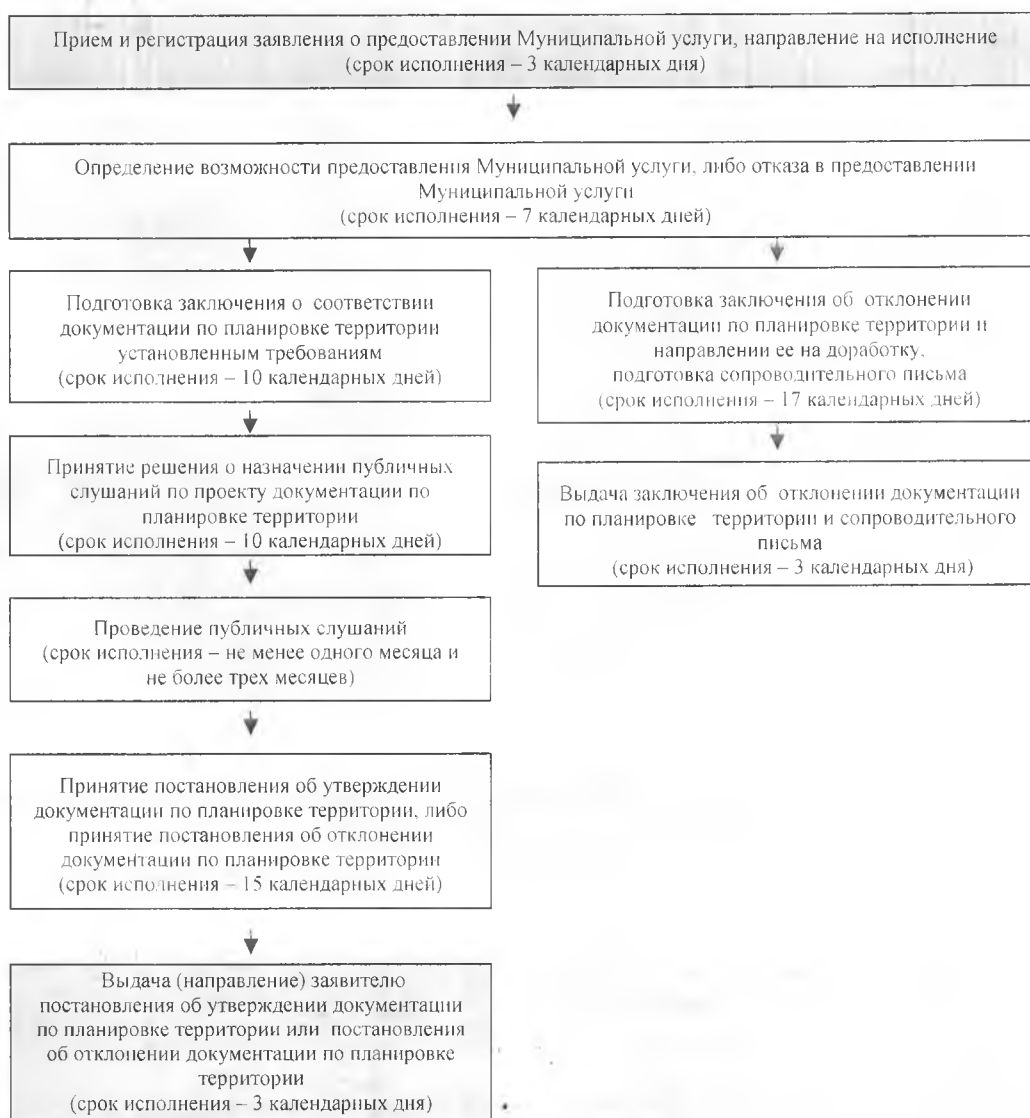 Прием и регистрация заявления о предоставлении Муниципальной услуги, направление на исполнение
(срок исполнения – 3 календарных дня)
Определение возможности предоставления Муниципальной услуги, либо отказа в предоставлении
Муниципальной услуги
(срок исполнения – 7 календарных дней)
Подготовка заключения о соответствии
документации по планировке территории
установленным требованиям
(срок исполнения – 10 календарных дней)
Принятие решения о назначении публичных
слушаний по проекту документации по
планировке территории
(срок исполнения – 10 календарных дней)
Проведение публичных слушаний
(срок исполнения – не менее одного месяца и
не более трех месяцев)
Принятие постановления об утверждении
документации по планировке территории, либо
принятие постановления об отклонении
документации по планировке территории
(срок исполнения – 15 календарных дней)
Выдача (направление) заявителю
постановления об утверждении документации
по планировке территории или постановления
об отклонении документации по планировке
территории
(срок исполнения – 3 календарных дня)
Подготовка заключения об отклонении
документации по планировке территории и
направлении ее на доработку,
подготовка сопроводительного письма
(срок исполнения – 17 календарных дней)
Выдача заключения об отклонении документации
по планировке территории и сопроводительного
письма
(срок исполнения – 3 календарных дня)